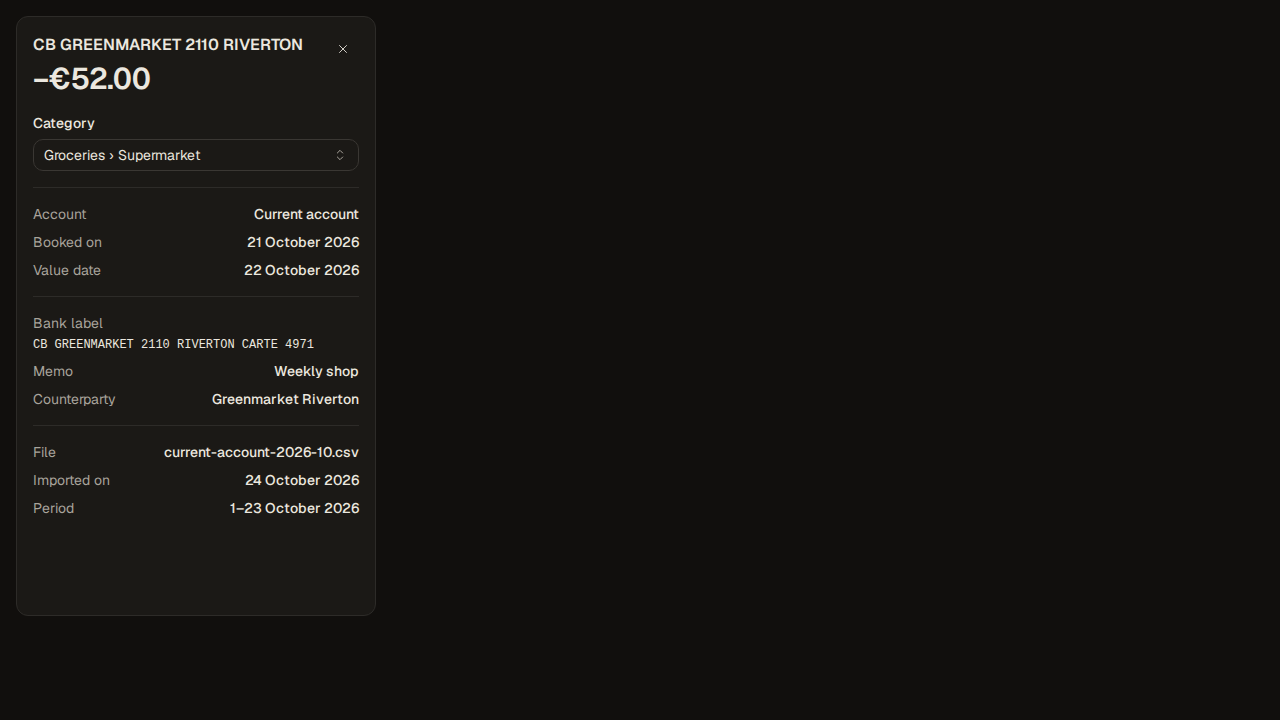 CB GREENMARKET 2110 RIVERTON
−€52.00
Category
Groceries › Supermarket
Account Current account
Booked on 21 October 2026
Value date 22 October 2026
Bank label
CB GREENMARKET 2110 RIVERTON CARTE 4971
Memo Weekly shop
Counterparty Greenmarket Riverton
File current-account-2026-10.csv
Imported on 24 October 2026
Period 1–23 October 2026